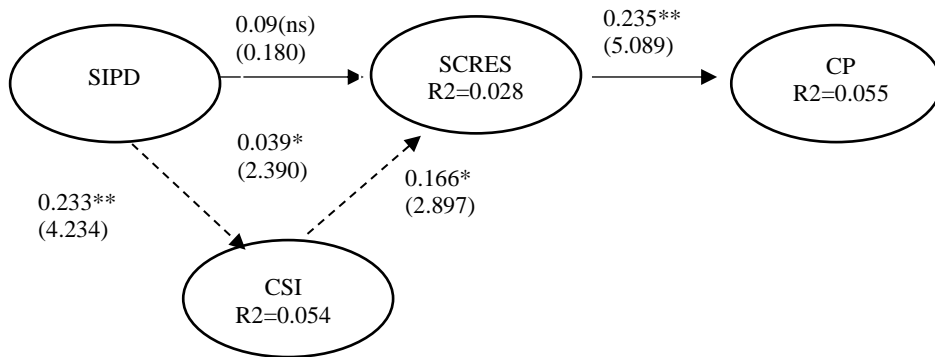 0.09(ns)
(0.180)
0.235**
(5.089)
SIPD
SCRES
R2=0.028
CP
R2=0.055
0.039*
(2.390)
0.166*
(2.897)
0.233**
(4.234)
CSI
R2=0.054